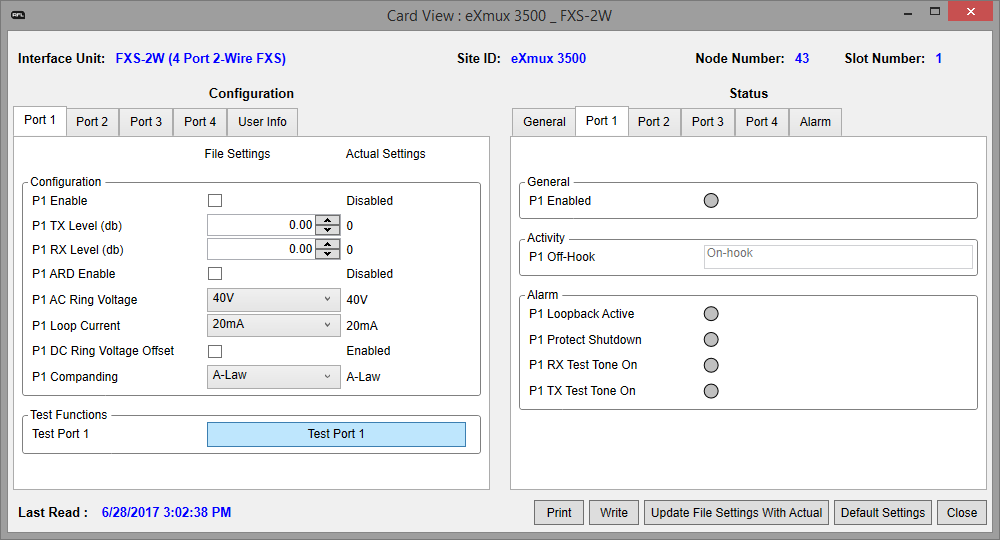 AFL
Card View : eXmux 3500 _ FXS-2W
Interface Unit: FXS-2W (4 Port 2-Wire FXS) Site ID: eXmux 3500 Node Number: 43 Slot Number: 1
Configuration
Port 1 Port 2 Port 3 Port 4 User Info
File Settings Actual Settings
Configuration
P1 Enable Disabled
P1 TX Level (db) 0.00 0
P1 RX Level (db) 0.00 0
P1 ARD Enable Disabled
P1 AC Ring Voltage 40V 40V
P1 Loop Current 20mA 20mA
P1 DC Ring Voltage Offset Enabled
P1 Companding A-Law A-Law
Test Functions
Test Port 1 Test Port 1
Status
General Port 1 Port 2 Port 3 Port 4 Alarm
General
P1 Enabled
Activity
P1 Off-Hook On-hook
Alarm
P1 Loopback Active
P1 Protect Shutdown
P1 RX Test Tone On
P1 TX Test Tone On
Last Read : 6/28/2017 3:02:38 PM Print Write Update File Settings With Actual Default Settings Close